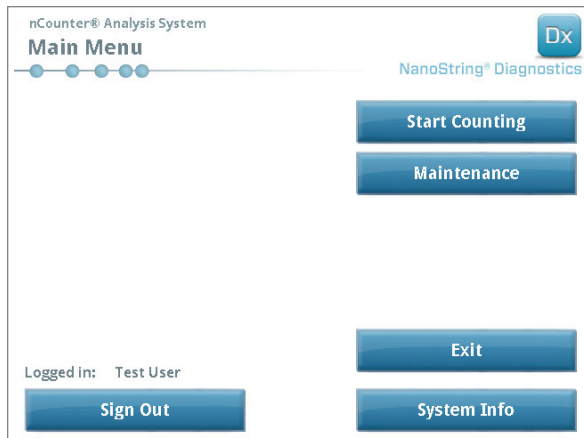 nCounter® Analysis System
Main Menu
Dx
NanoString® Diagnostics
Start Counting
Maintenance
Exit
Logged in: Test User
Sign Out
System Info